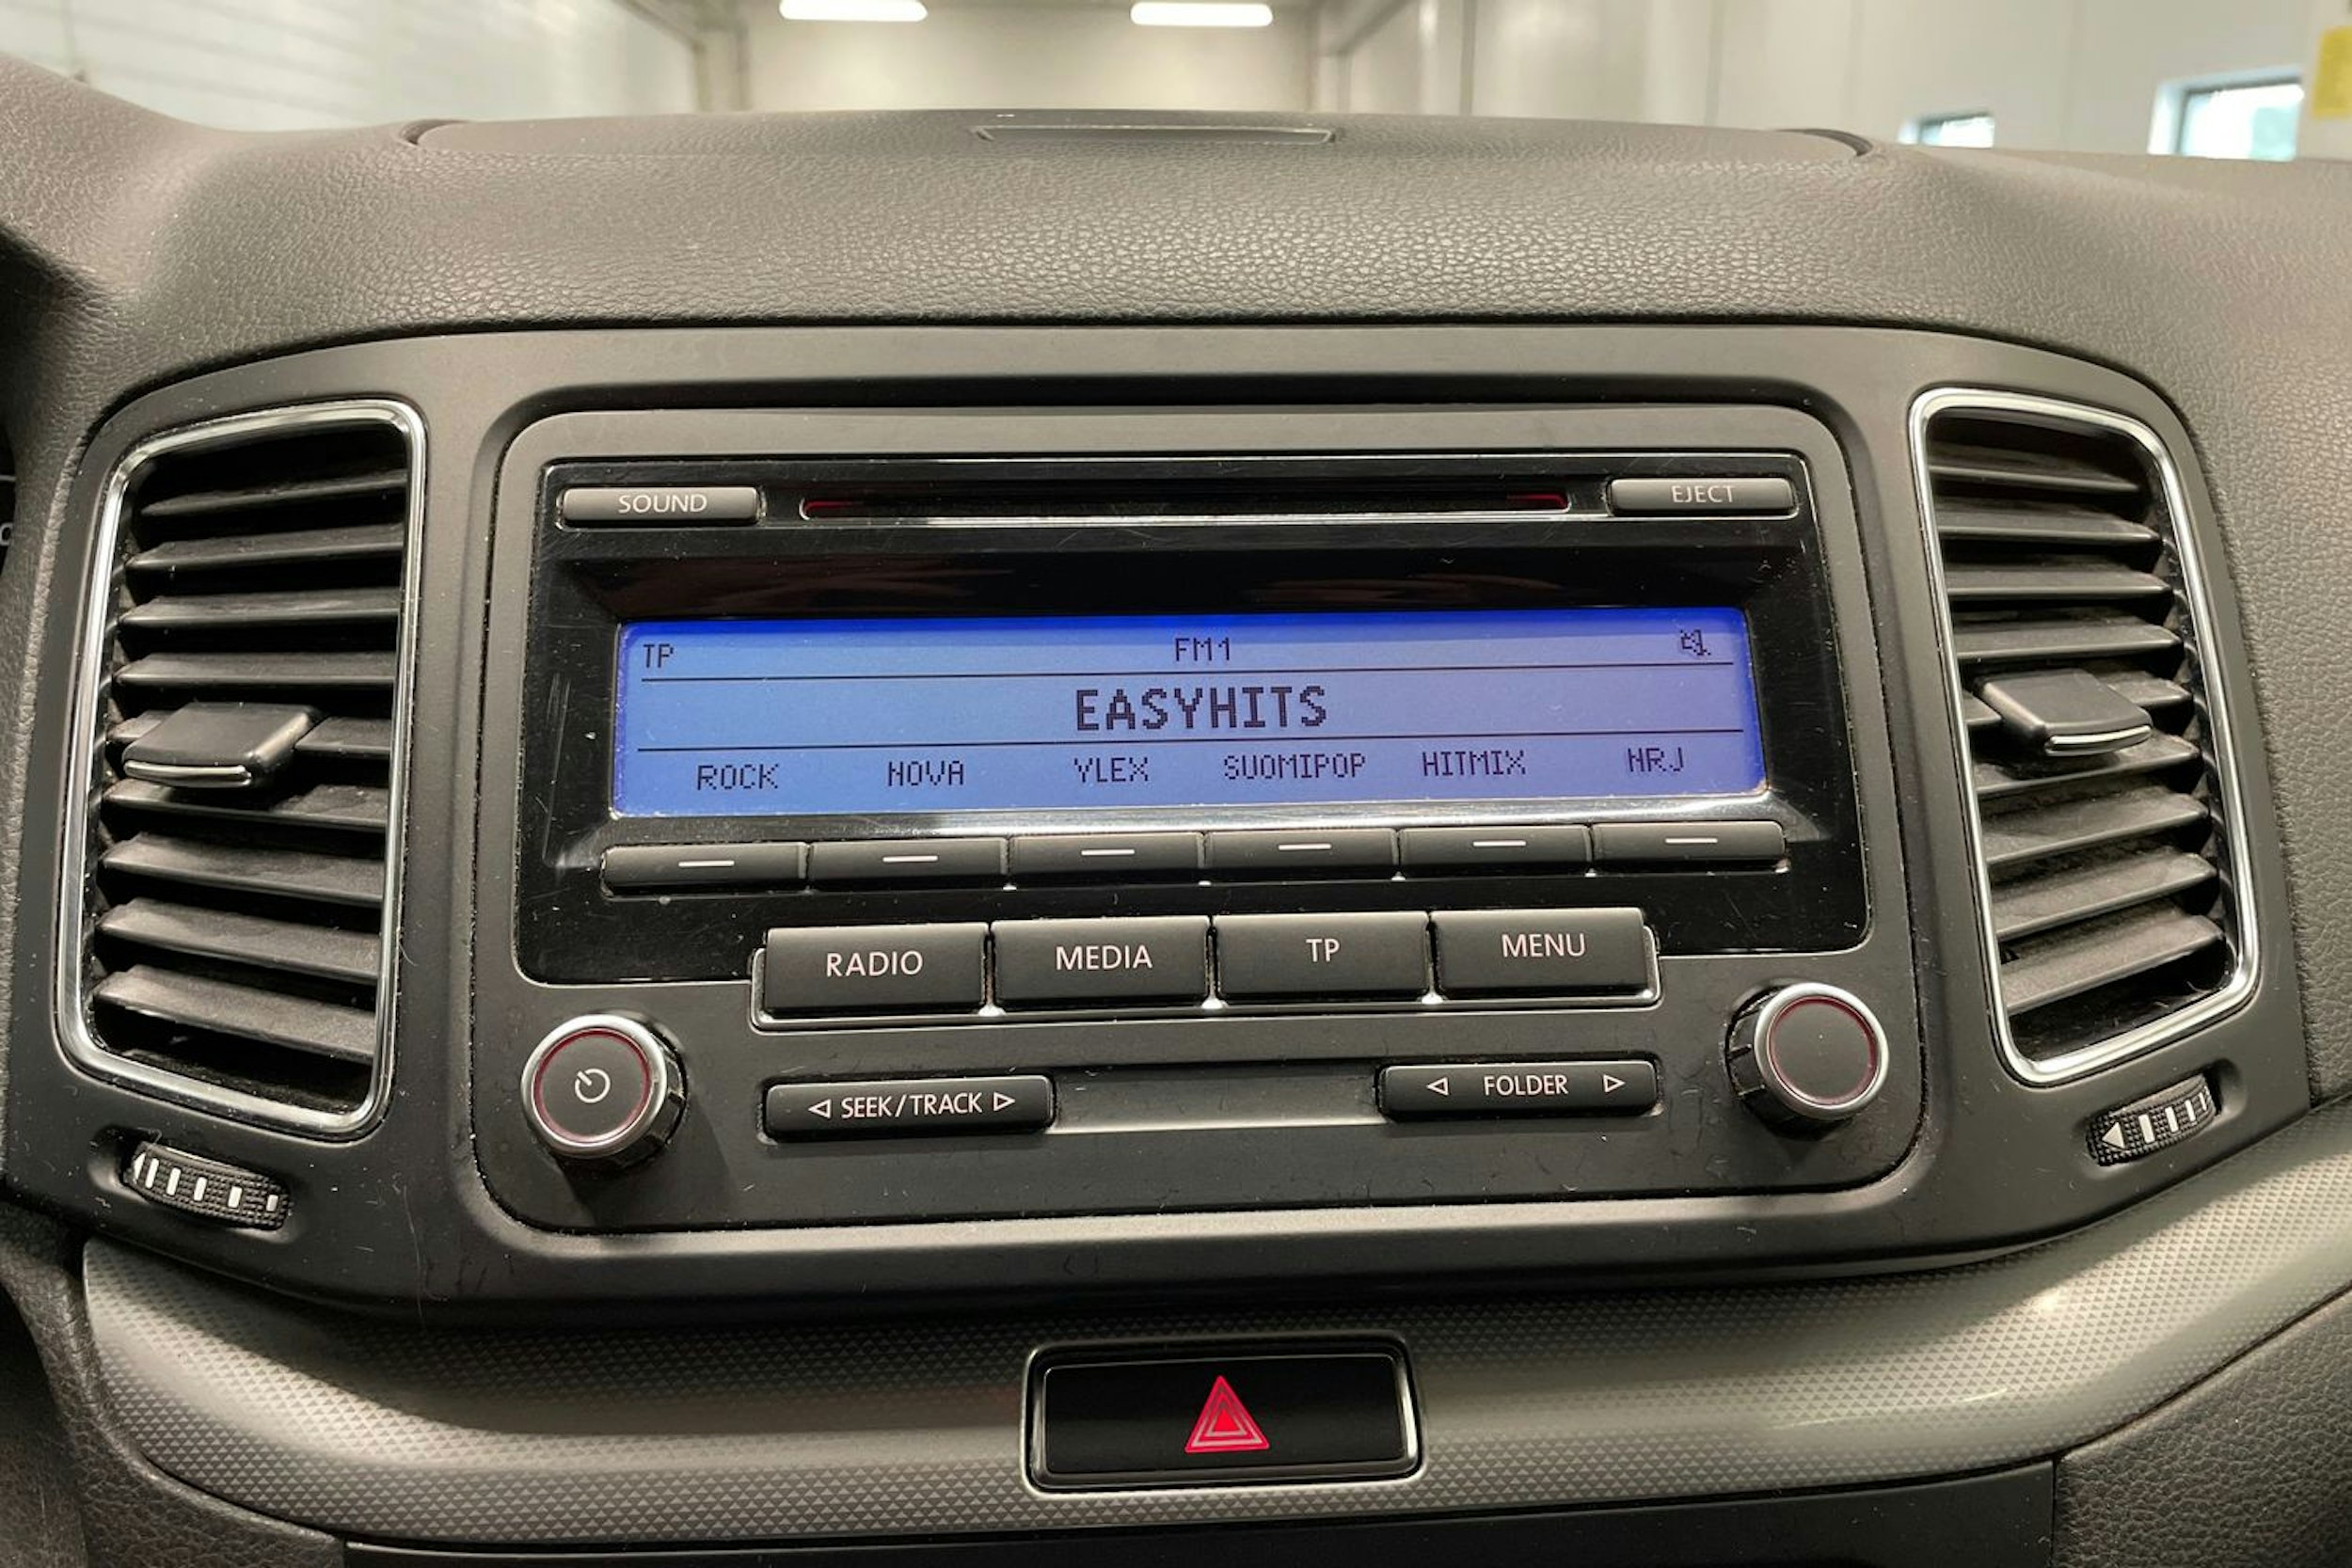 SOUND EJECT
TP FM1
EASYHITS
ROCK NOVA YLEX SUOMIPOP HITMIX NRJ
RADIO MEDIA TP MENU
SEEK/TRACK FOLDER